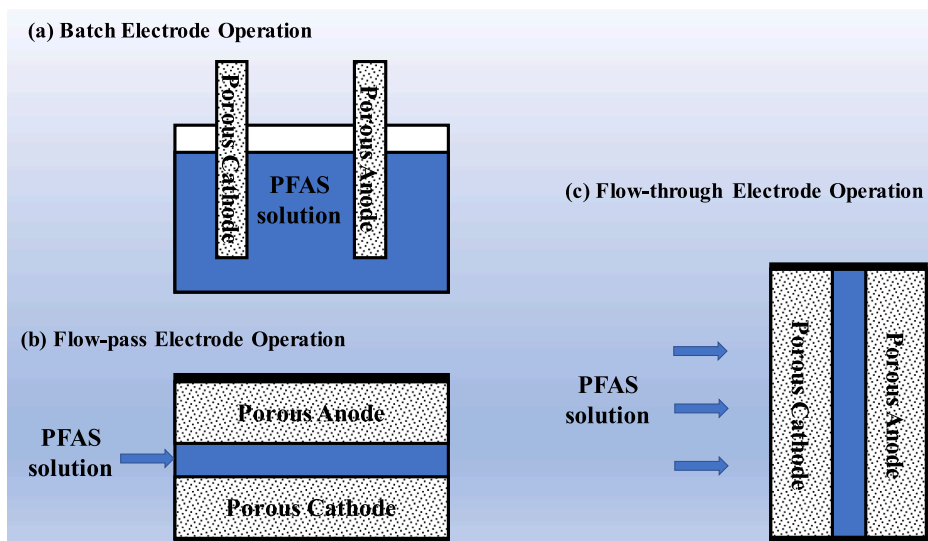 (a) Batch Electrode Operation
Porous Cathode
PFAS
solution
Porous Anode
(b) Flow-pass Electrode Operation
PFAS
solution
Porous Anode
Porous Cathode
(c) Flow-through Electrode Operation
PFAS
solution
Porous Cathode
Porous Anode